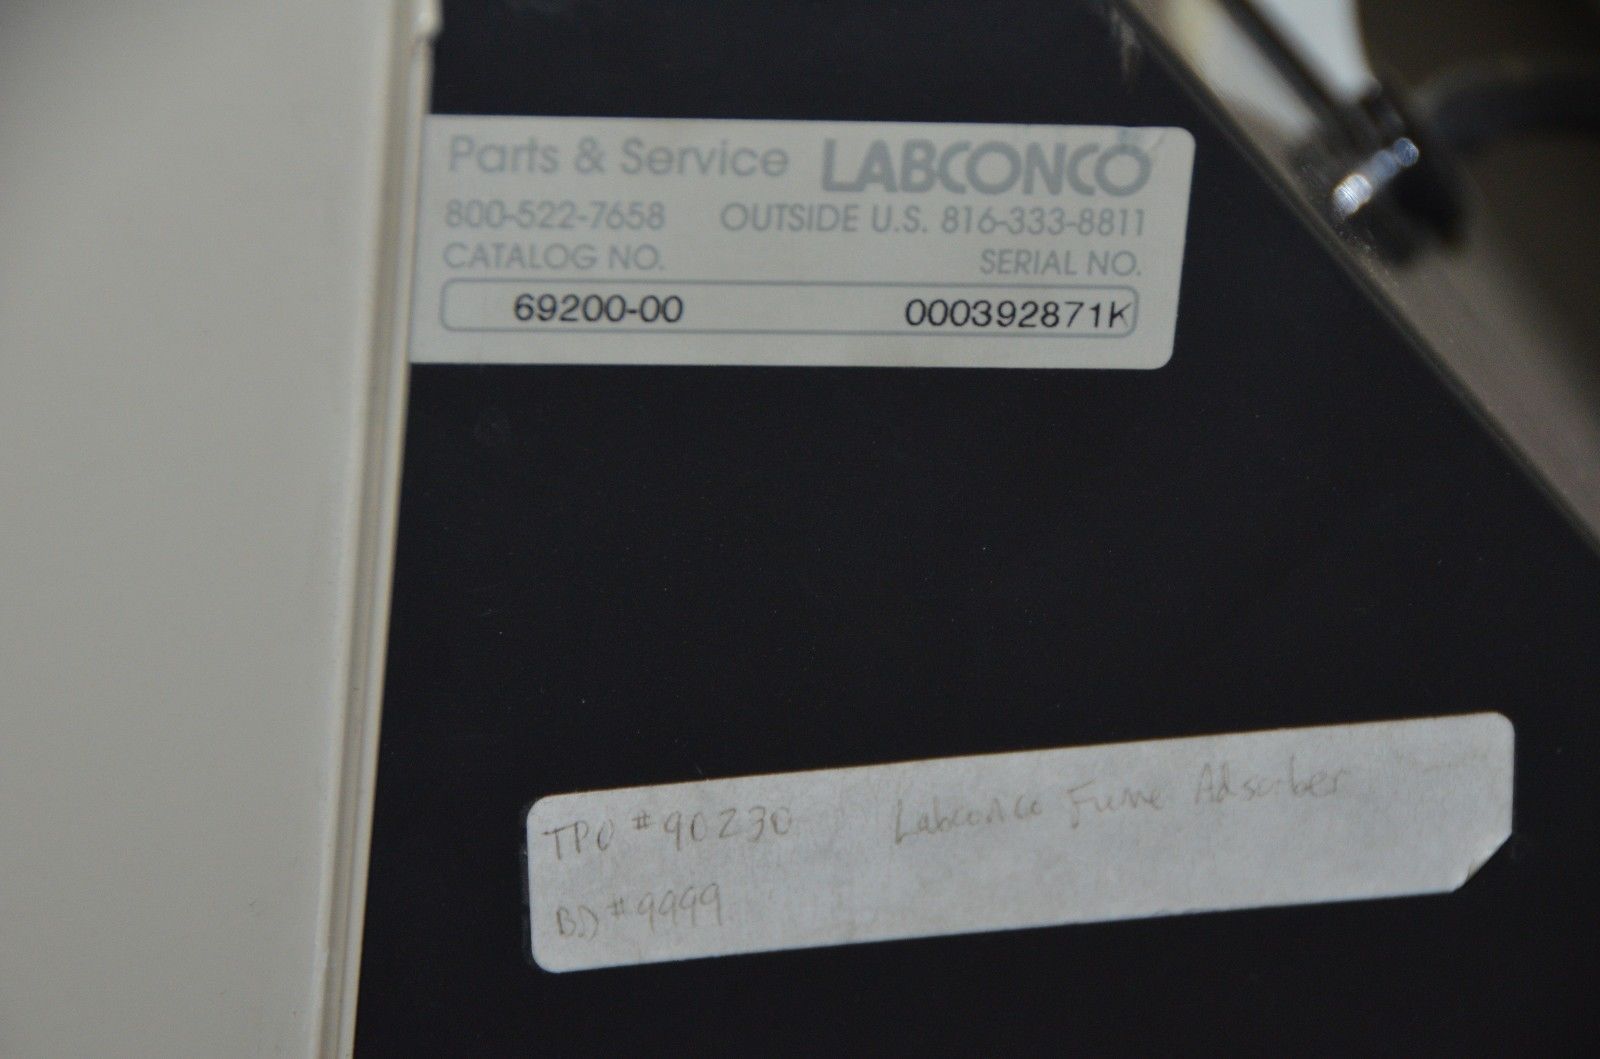 Parts & Service LABCONCO
800-522-7658 OUTSIDE U.S. 816-333-8811
CATALOG NO. SERIAL NO.
69200-00 000392871K
TPO #90230 Labconco Fume Adsorber
BD #9999